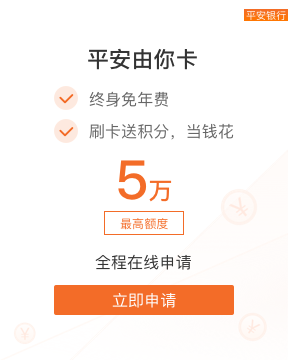 平安银行
平安由你卡
终身免年费
刷卡送积分，当钱花
5万
最高额度
全程在线申请
立即申请